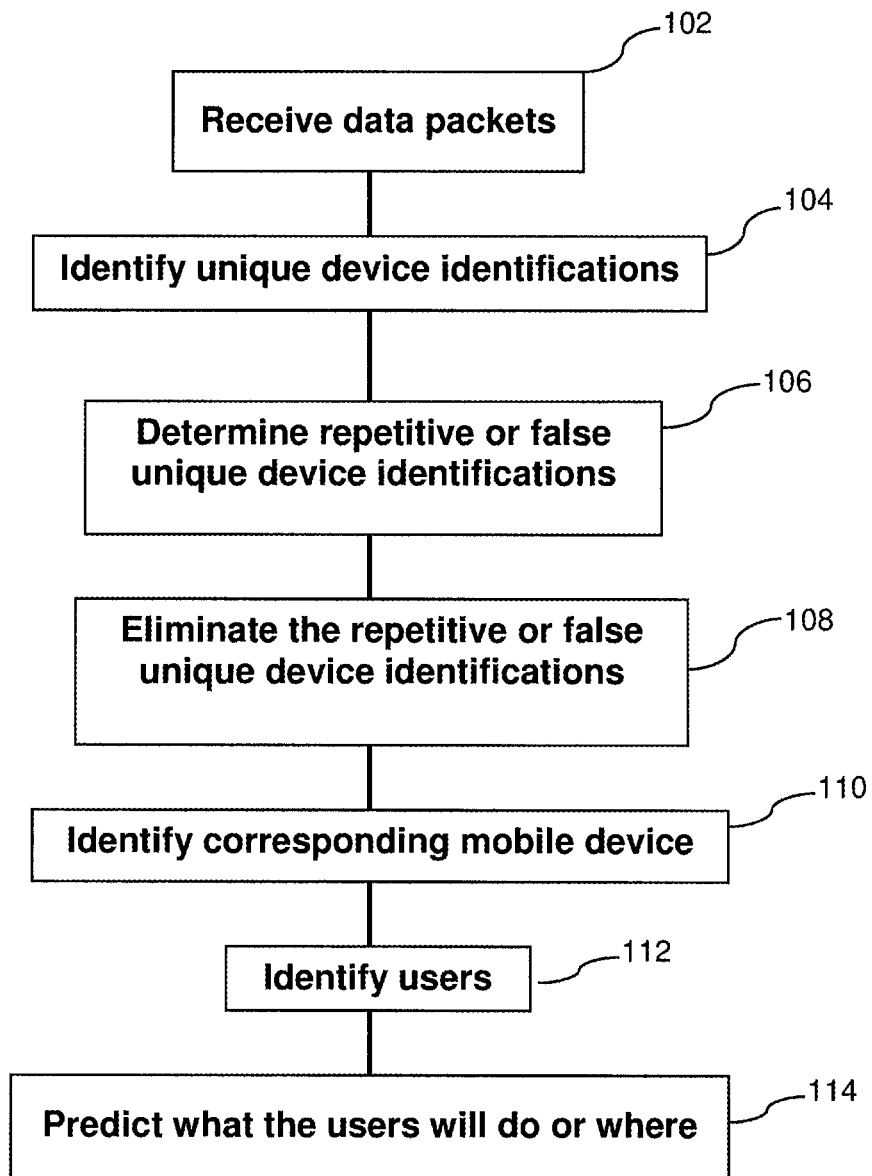 102
Receive data packets
104
Identify unique device identifications
106
Determine repetitive or false
unique device identifications
108
Eliminate the repetitive or false
unique device identifications
110
Identify corresponding mobile device
112
Identify users
114
Predict what the users will do or where